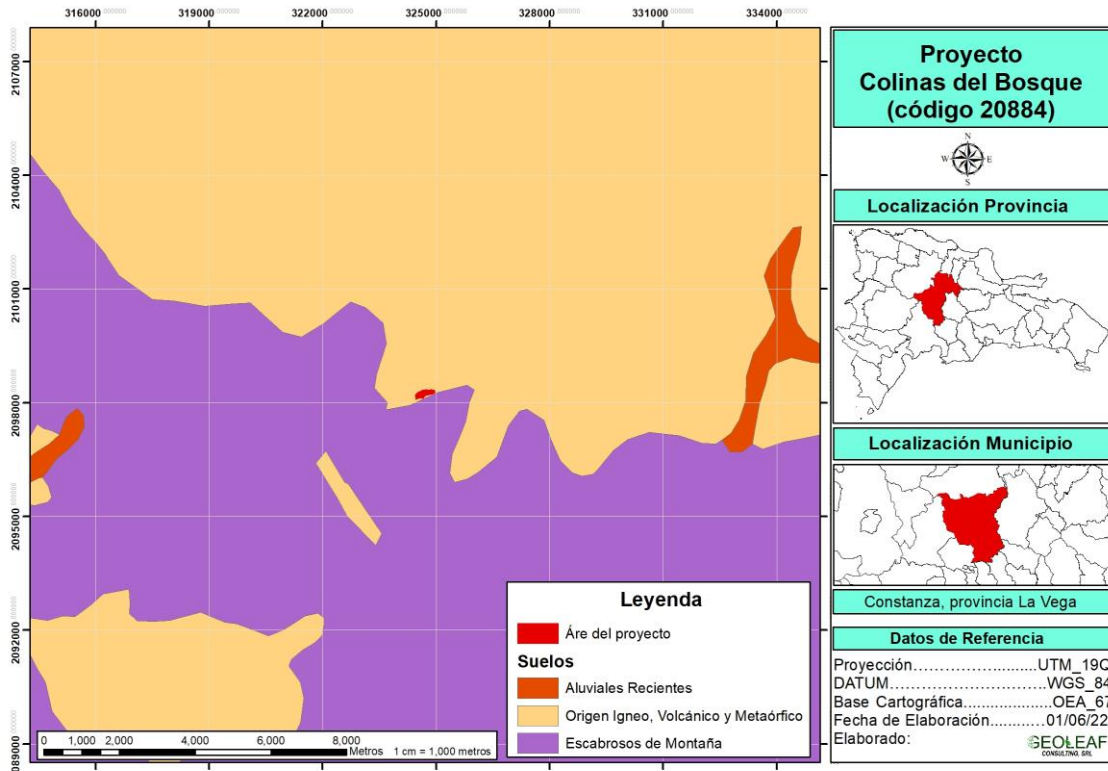 316000
319000
322000
325000
328000
331000
334000
2107000
2104000
2101000
2098000
2095000
2092000
2089000
Proyecto
Colinas del Bosque
(código 20884)
N
W E
S
Localización Provincia
Localización Municipio
Constanza, provincia La Vega
Datos de Referencia
Proyección.......................UTM_19Q
DATUM..............................WGS_84
Base Cartográfica..................OEA_67
Fecha de Elaboración...........01/06/22
Elaborado:
GEOLEAF
CONSULTING, SRL
Leyenda
Áre del proyecto
Suelos
Aluviales Recientes
Origen Igneo, Volcánico y Metaórfico
Escabrosos de Montaña
0 1,000 2,000 4,000 6,000 8,000
Metros 1 cm = 1,000 metros